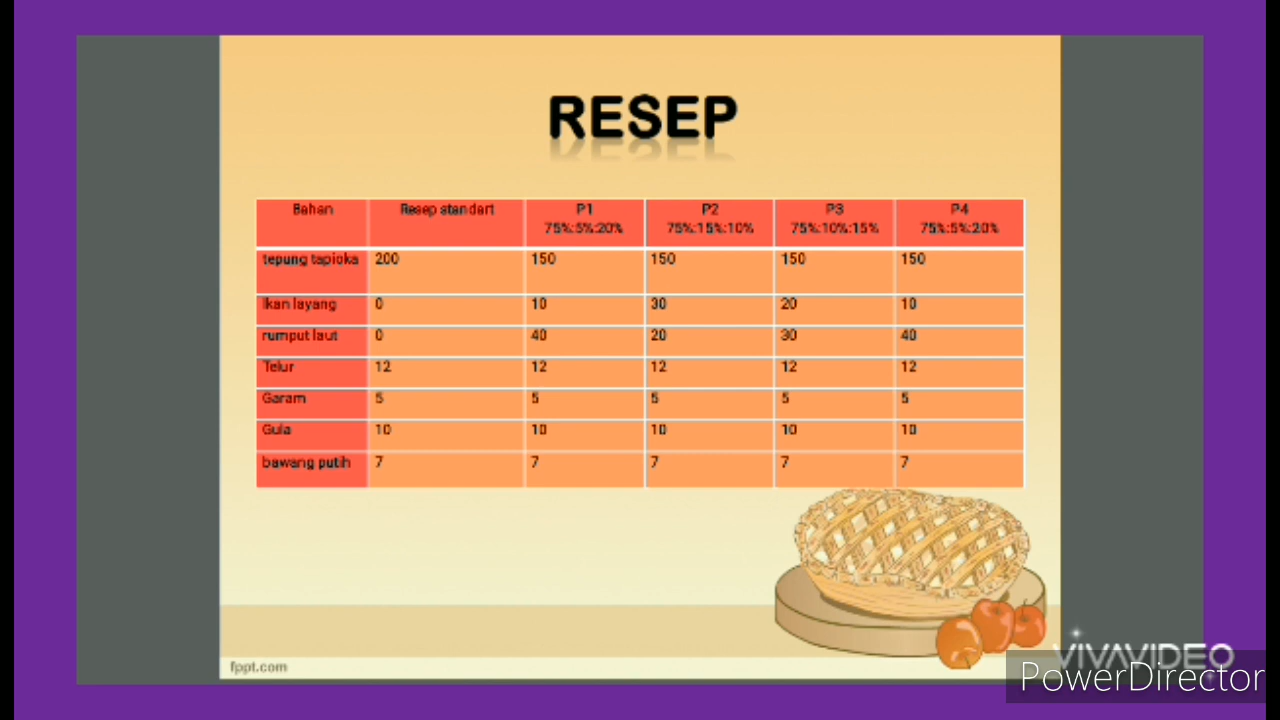 RESEP
Bahan Resep standart P1 P2 P3 P4
75%:5%:20% 75%:15%:10% 75%:10%:15% 75%:5%:20%
tepung tapioka 200 150 150 150 150
Ikan layang 0 10 30 20 10
rumput laut 0 40 20 30 40
Telur 12 12 12 12 12
Garam 5 5 5 5 5
Gula 10 10 10 10 10
bawang putih 7 7 7 7 7
fppt.com
VIVAVIDEO
PowerDirector